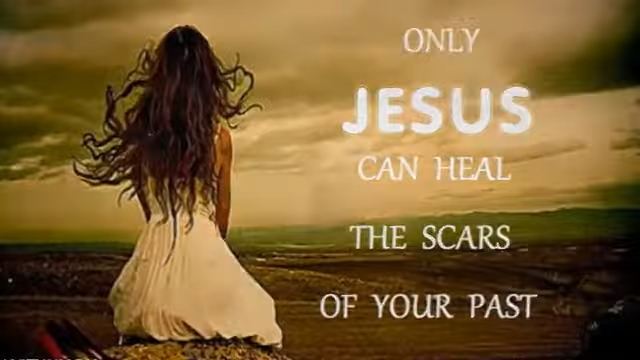 ONLY
JESUS
CAN HEAL
THE SCARS
OF YOUR PAST